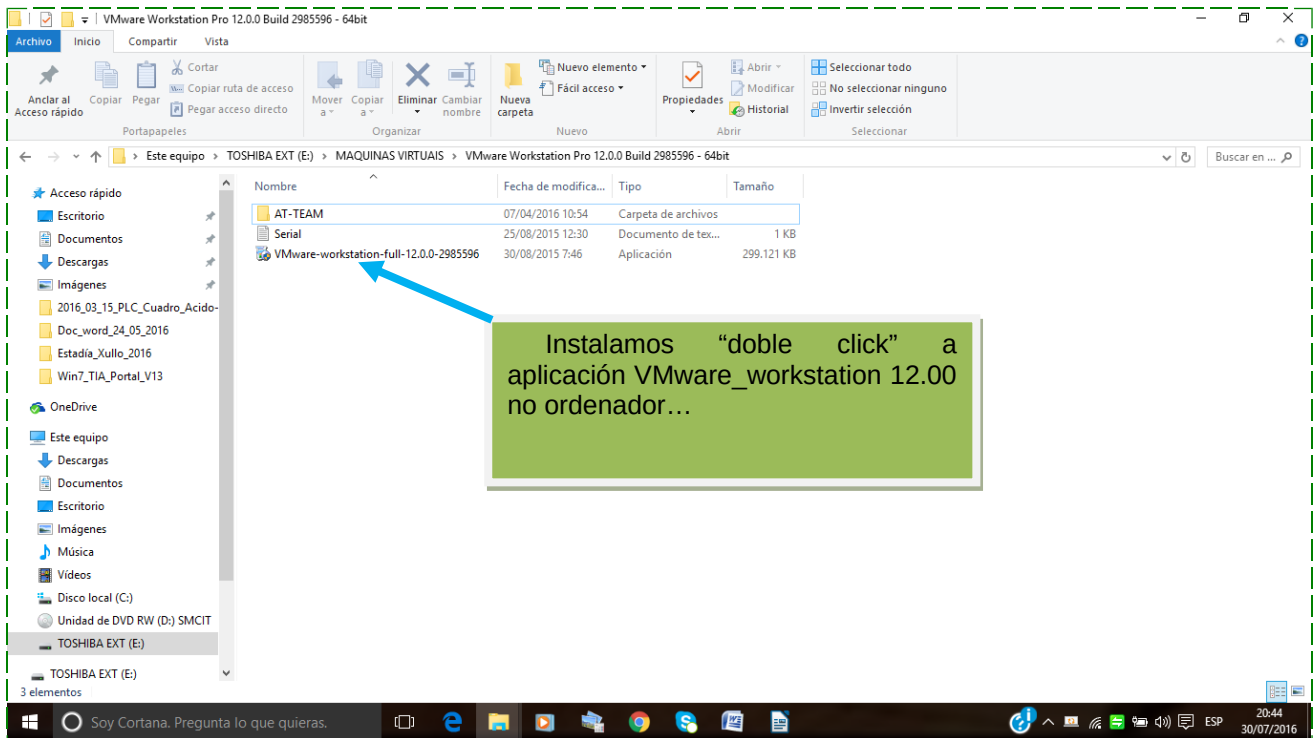 VMware Workstation Pro 12.0.0 Build 2985596 - 64bit
Archivo Inicio Compartir Vista
Anclar al Acceso rápido
Copiar
Pegar
Cortar
Copiar ruta de acceso
Pegar acceso directo
Mover a
Copiar a
Eliminar
Cambiar nombre
Nueva carpeta
Nuevo elemento
Fácil acceso
Propiedades
Abrir
Modificar
Historial
Seleccionar todo
No seleccionar ninguno
Invertir selección
Portapapeles Organizar Nuevo Abrir Seleccionar
Este equipo > TOSHIBA EXT (E:) > MAQUINAS VIRTUAIS > VMware Workstation Pro 12.0.0 Build 2985596 - 64bit
Buscar en ...
Nombre Fecha de modifica... Tipo Tamaño
AT-TEAM 07/04/2016 10:54 Carpeta de archivos
Serial 25/08/2015 12:30 Documento de tex... 1 KB
VMware-workstation-full-12.0.0-2985596 30/08/2015 7:46 Aplicación 299.121 KB
Acceso rápido
Escritorio
Documentos
Descargas
Imágenes
2016_03_15_PLC_Cuadro_Acido-
Doc_word_24_05_2016
Estadía_Xullo_2016
Win7_TIA_Portal_V13
OneDrive
Este equipo
Descargas
Documentos
Escritorio
Imágenes
Música
Vídeos
Disco local (C:)
Unidad de DVD RW (D:) SMCIT
TOSHIBA EXT (E:)
TOSHIBA EXT (E:)
3 elementos
Instalamos “doble click” a
aplicación VMware_workstation 12.00
no ordenador…
Soy Cortana. Pregunta lo que quieras.
ESP
20:44
30/07/2016